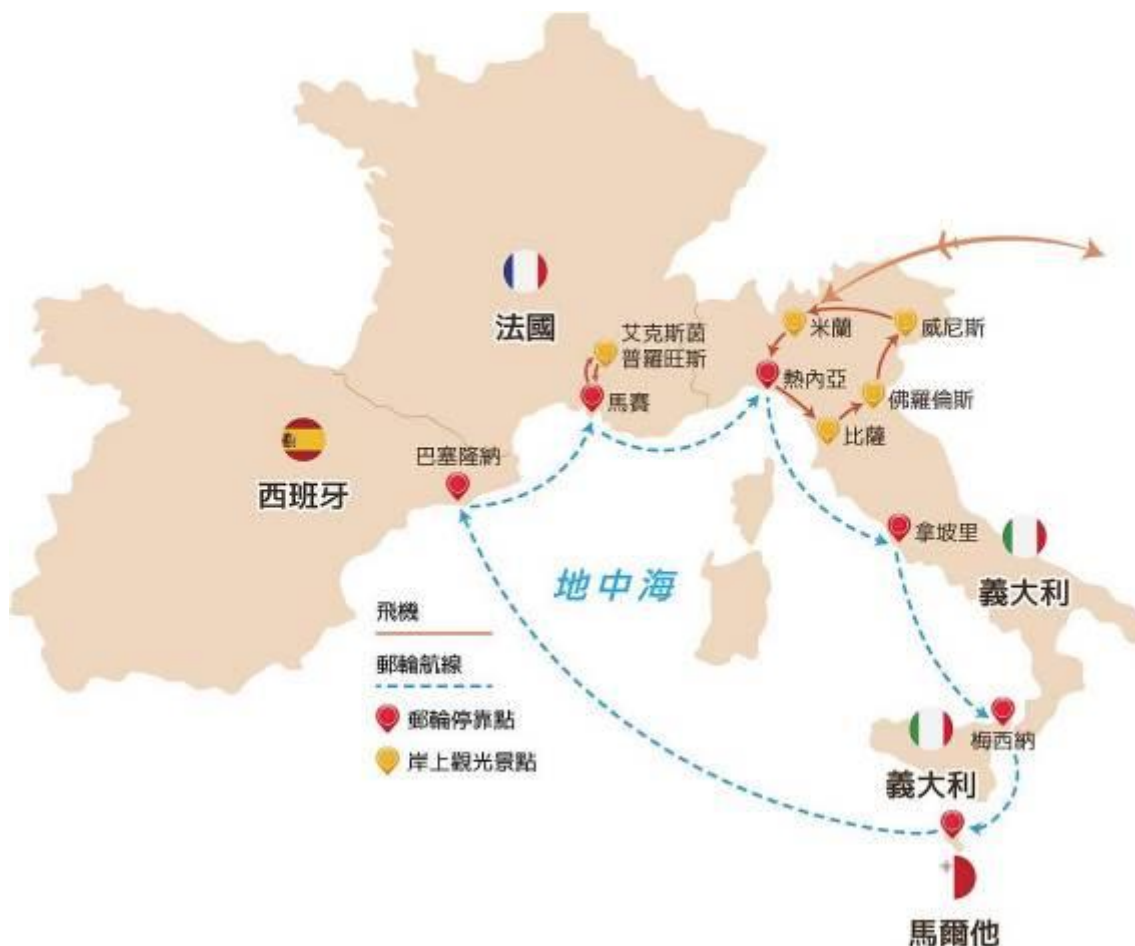 法國
艾克斯茵
普羅旺斯
米蘭
威尼斯
熱內亞
佛羅倫斯
馬賽
比薩
巴塞隆納
西班牙
拿坡里
地中海
義大利
飛機
郵輪航線
郵輪停靠點
岸上觀光景點
梅西納
義大利
馬爾他